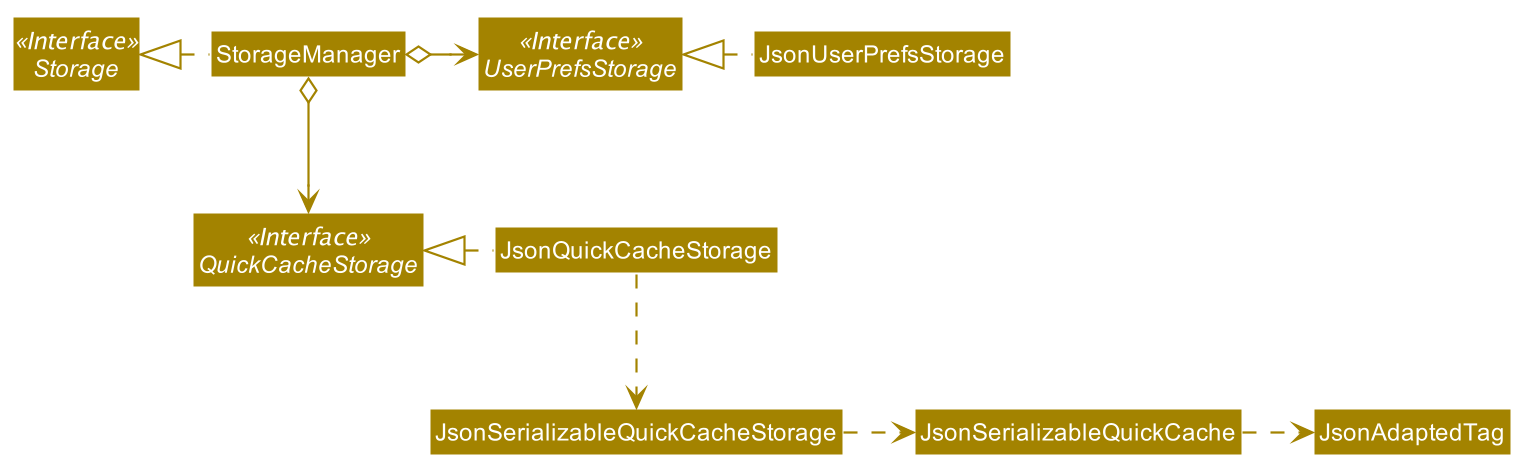 «Interface»
Storage
StorageManager
«Interface»
UserPrefsStorage
JsonUserPrefsStorage
«Interface»
QuickCacheStorage
JsonQuickCacheStorage
JsonSerializableQuickCacheStorage
JsonSerializableQuickCache
JsonAdaptedTag